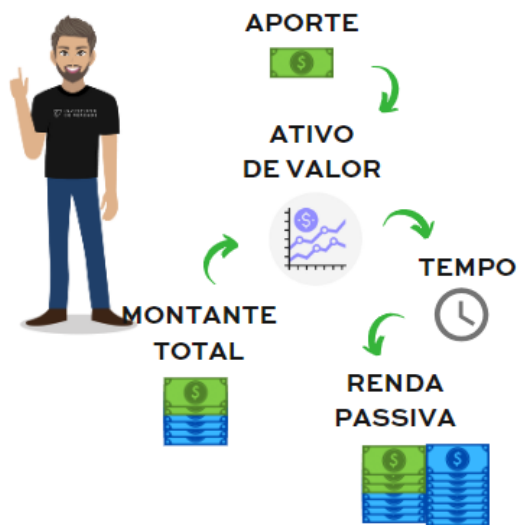 APORTE
ATIVO
DE VALOR
TEMPO
MONTANTE
TOTAL
RENDA
PASSIVA